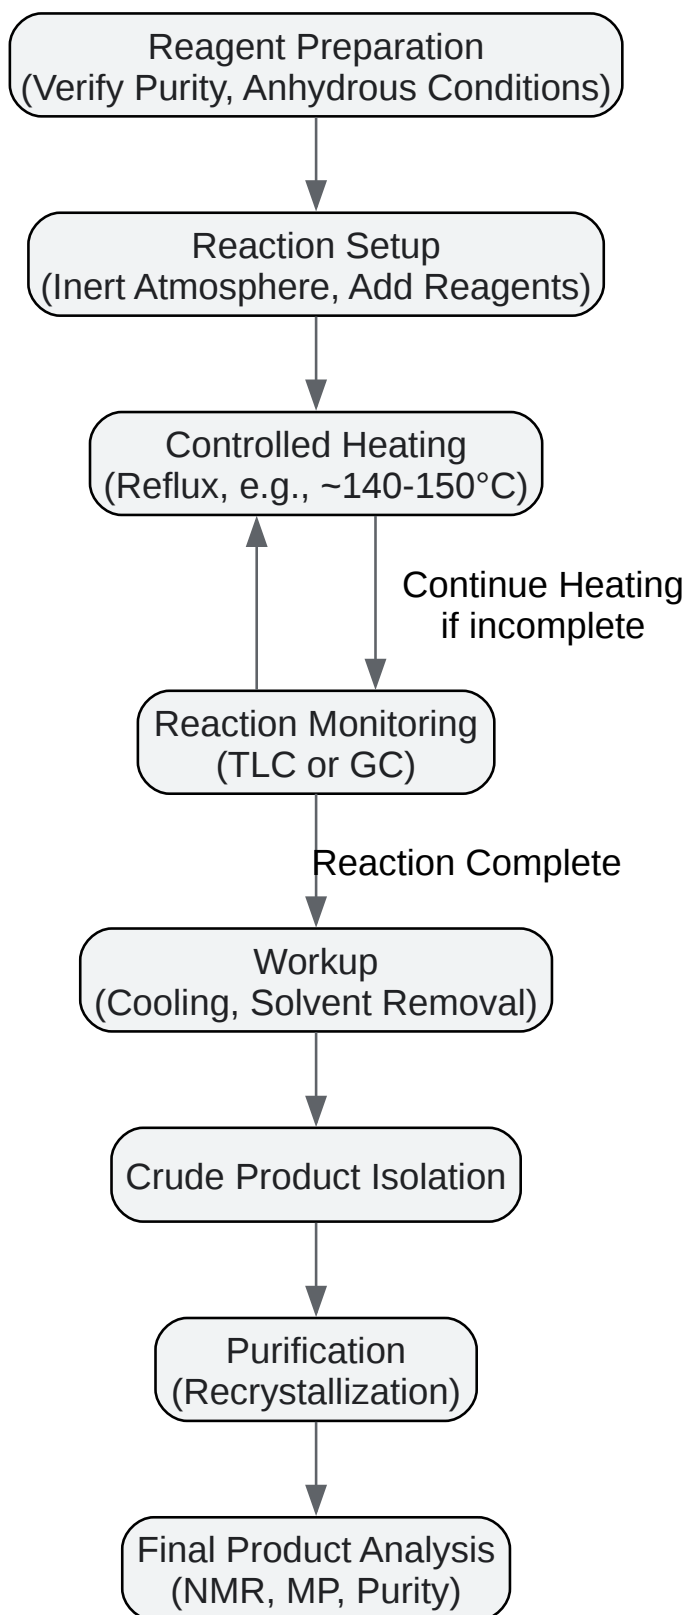 Reagent Preparation
(Verify Purity, Anhydrous Conditions)
Reaction Setup
(Inert Atmosphere, Add Reagents)
Controlled Heating
(Reflux, e.g., ~140-150°C)
Continue Heating
if incomplete
Reaction Monitoring
(TLC or GC)
Reaction Complete
Workup
(Cooling, Solvent Removal)
Crude Product Isolation
Purification
(Recrystallization)
Final Product Analysis
(NMR, MP, Purity)